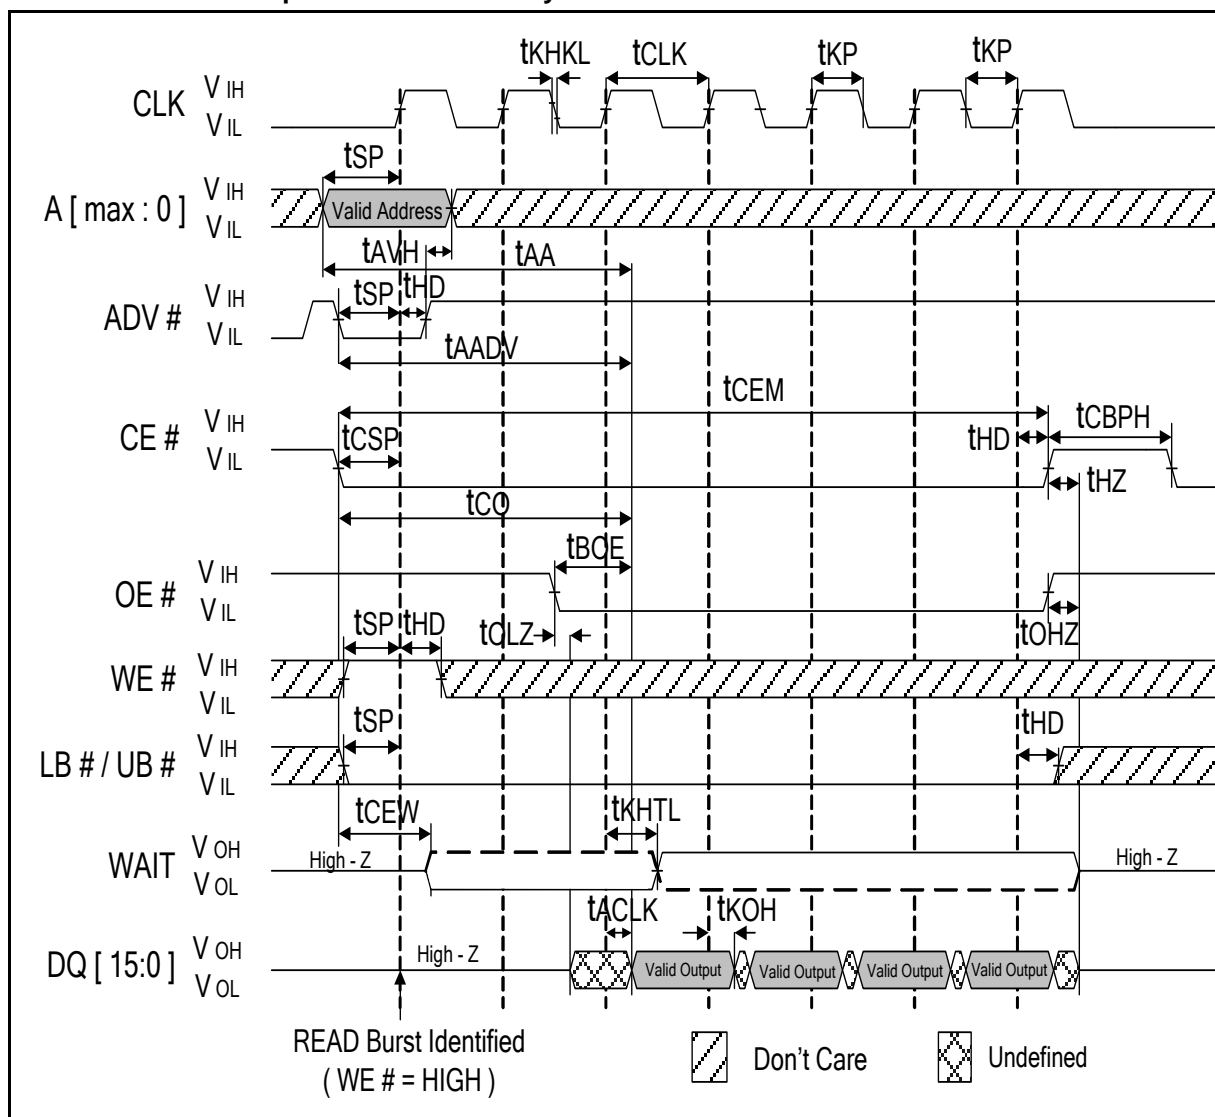 tKHKL tCLK tKP tKP
CLK V IH
V IL
tSP
A [ max : 0 ] V IH
V IL
Valid Address
tAVH tAA
ADV # V IH
V IL
tSP tHD
tAADV
tCEM
CE # V IH
V IL
tCSP tHD tCBPH
tHZ
tCO
tBOE
OE # V IH
V IL
tSP tHD tOLZ tOHZ
WE # V IH
V IL
tSP tHD
LB # / UB # V IH
V IL
tCEW tKHTL
WAIT V OH
V OL
High - Z High - Z
tACLK tKOH
DQ [ 15:0 ] V OH
V OL
High - Z
Valid Output Valid Output Valid Output Valid Output
READ Burst Identified
( WE # = HIGH )
Don't Care Undefined